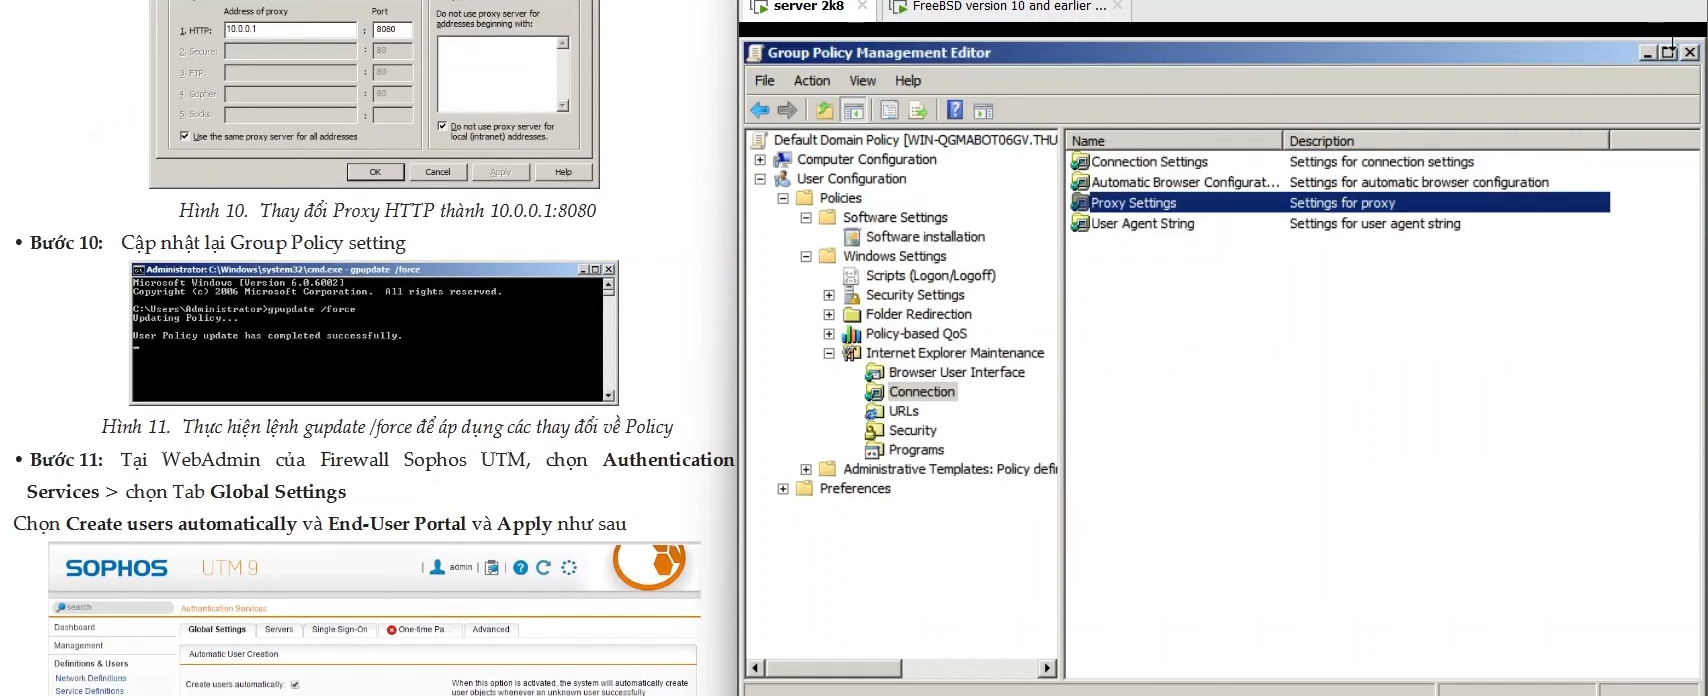 Address of proxy Port
1. HTTP: 10.0.0.1 : 8080
2. Secure: : 80
3. FTP: : 80
4. Gopher: : 80
5. Socks: :
Use the same proxy server for all addresses
Do not use proxy server for
addresses beginning with:
Do not use proxy server for
local (intranet) addresses.
OK Cancel Apply Help
Hình 10. Thay đổi Proxy HTTP thành 10.0.0.1:8080
• Bước 10: Cập nhật lại Group Policy setting
Administrator: C:\Windows\system32\cmd.exe - gpupdate /force
Microsoft Windows [Version 6.0.6002]
Copyright (c) 2006 Microsoft Corporation. All rights reserved.
C:\Users\Administrator>gpupdate /force
Updating Policy...
User Policy update has completed successfully.
Hình 11. Thực hiện lệnh gupdate /force để áp dụng các thay đổi về Policy
• Bước 11: Tại WebAdmin của Firewall Sophos UTM, chọn Authentication
Services > chọn Tab Global Settings
Chọn Create users automatically và End-User Portal và Apply như sau
SOPHOS UTM 9
admin
search
Authentication Services
Dashboard
Management
Definitions & Users
Network Definitions
Service Definitions
Global Settings Servers Single Sign-On One-time Pa... Advanced
Automatic User Creation
Create users automatically:
When this option is activated, the system will automatically create
user objects whenever an unknown user successfully
server 2k8
FreeBSD version 10 and earlier ...
Group Policy Management Editor
File Action View Help
Default Domain Policy [WIN-QGMABOT06GV.THU
Computer Configuration
User Configuration
Policies
Software Settings
Software installation
Windows Settings
Scripts (Logon/Logoff)
Security Settings
Folder Redirection
Policy-based QoS
Internet Explorer Maintenance
Browser User Interface
Connection
URLs
Security
Programs
Administrative Templates: Policy defi
Preferences
Name Description
Connection Settings Settings for connection settings
Automatic Browser Configurat... Settings for automatic browser configuration
Proxy Settings Settings for proxy
User Agent String Settings for user agent string